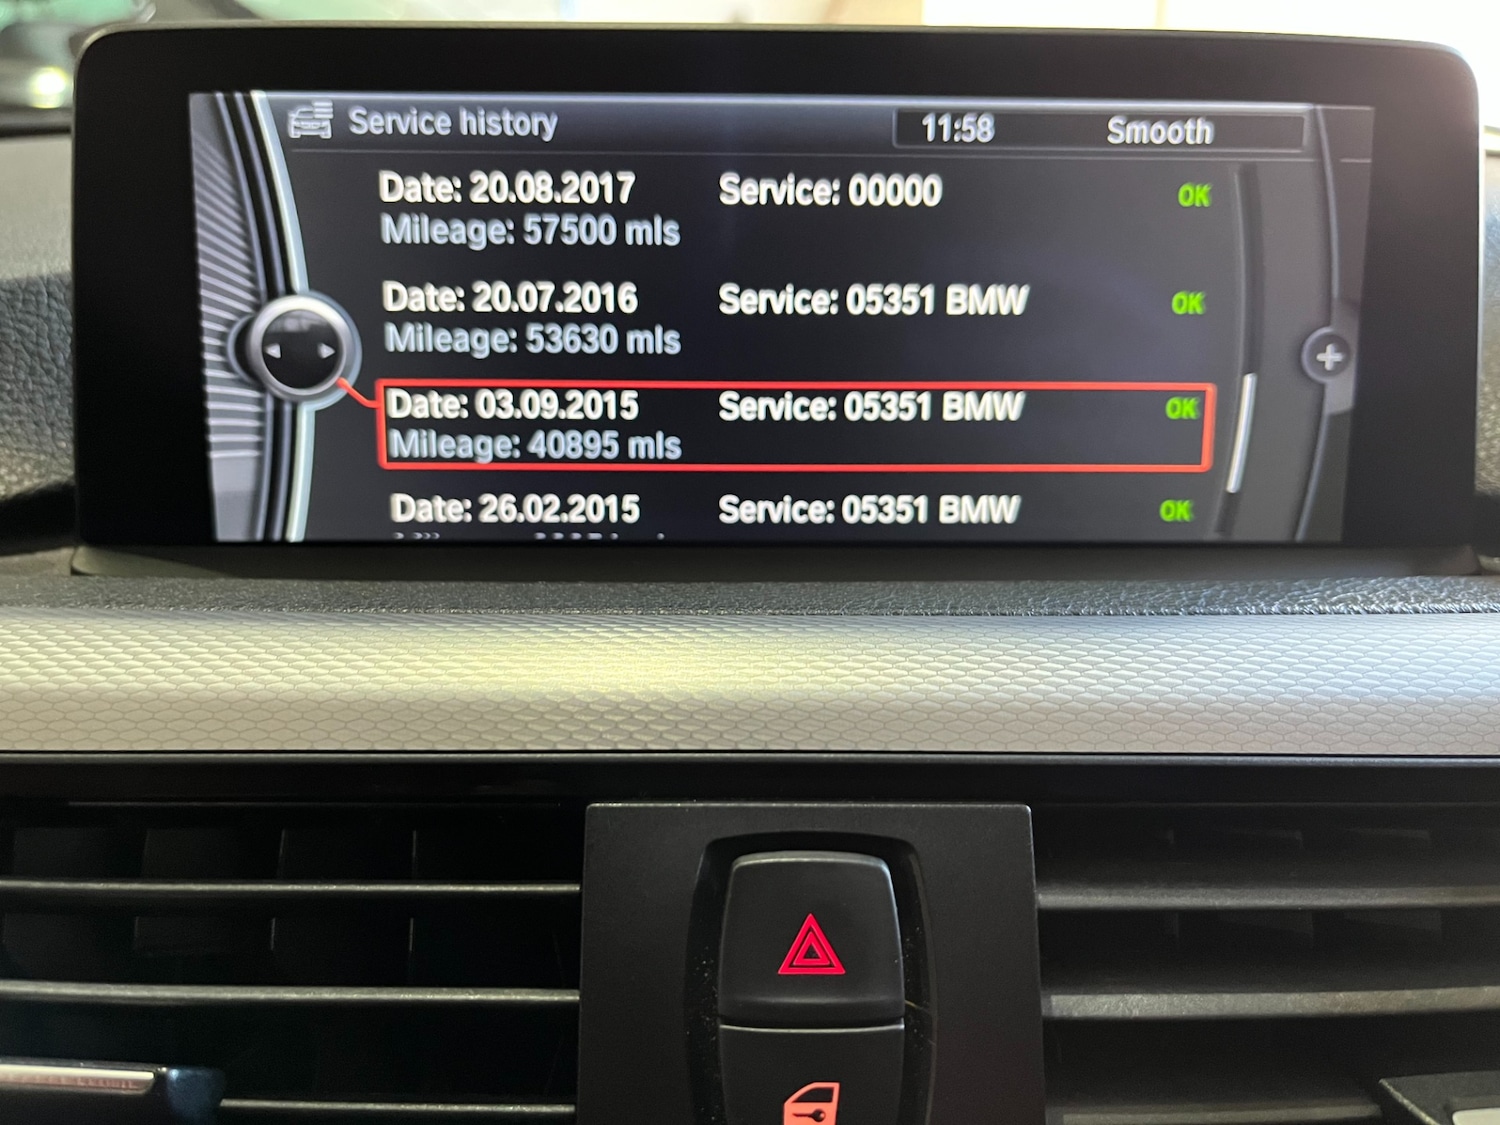 Service history 11:58 Smooth
Date: 20.08.2017 Service: 00000 OK
Mileage: 57500 mls
Date: 20.07.2016 Service: 05351 BMW OK
Mileage: 53630 mls
Date: 03.09.2015 Service: 05351 BMW OK
Mileage: 40895 mls
Date: 26.02.2015 Service: 05351 BMW OK